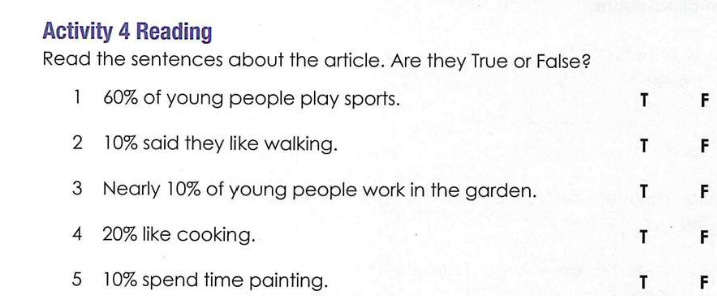 Activity 4 Reading
Read the sentences about the article. Are they True or False?
1 60% of young people play sports. T F
2 10% said they like walking. T F
3 Nearly 10% of young people work in the garden. T F
4 20% like cooking. T F
5 10% spend time painting. T F